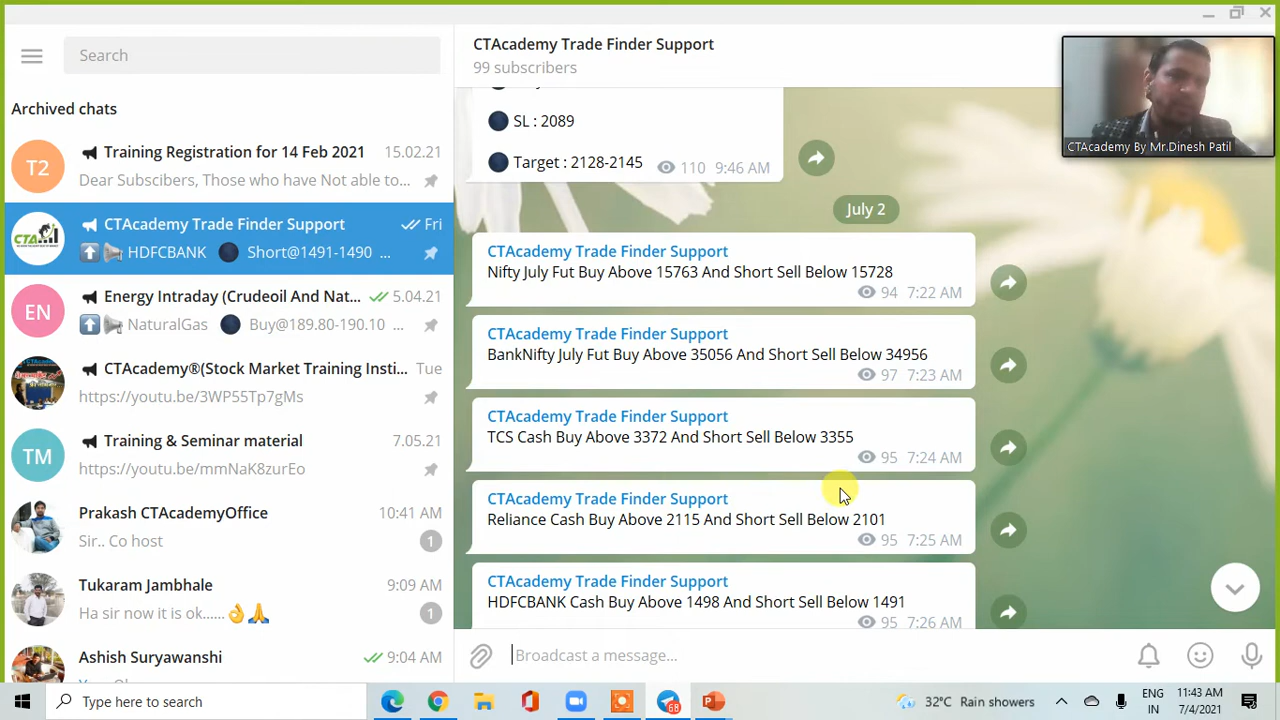 Search
Archived chats
T2
Training Registration for 14 Feb 2021
15.02.21
Dear Subscibers, Those who have Not able to...
CTA
CTAcademy Trade Finder Support
Fri
HDFCBANK
Short@1491-1490 ...
EN
Energy Intraday (Crudeoil And Nat...
5.04.21
NaturalGas
Buy@189.80-190.10 ...
CTAcademy®(Stock Market Training Insti...
Tue
https://youtu.be/3WP55Tp7gMs
TM
Training & Seminar material
7.05.21
https://youtu.be/mmNaK8zurEo
Prakash CTAcademyOffice
10:41 AM
Sir.. Co host
1
Tukaram Jambhale
9:09 AM
Ha sir now it is ok......👌🙏
1
Ashish Suryawanshi
9:04 AM
CTAcademy Trade Finder Support
99 subscribers
SL : 2089
Target : 2128-2145
110 9:46 AM
July 2
CTAcademy Trade Finder Support
Nifty July Fut Buy Above 15763 And Short Sell Below 15728
94 7:22 AM
CTAcademy Trade Finder Support
BankNifty July Fut Buy Above 35056 And Short Sell Below 34956
97 7:23 AM
CTAcademy Trade Finder Support
TCS Cash Buy Above 3372 And Short Sell Below 3355
95 7:24 AM
CTAcademy Trade Finder Support
Reliance Cash Buy Above 2115 And Short Sell Below 2101
95 7:25 AM
CTAcademy Trade Finder Support
HDFCBANK Cash Buy Above 1498 And Short Sell Below 1491
95 7:26 AM
Broadcast a message...
CTAcademy By Mr.Dinesh Patil
Type here to search
68
32°C Rain showers
ENG
IN
11:43 AM
7/4/2021